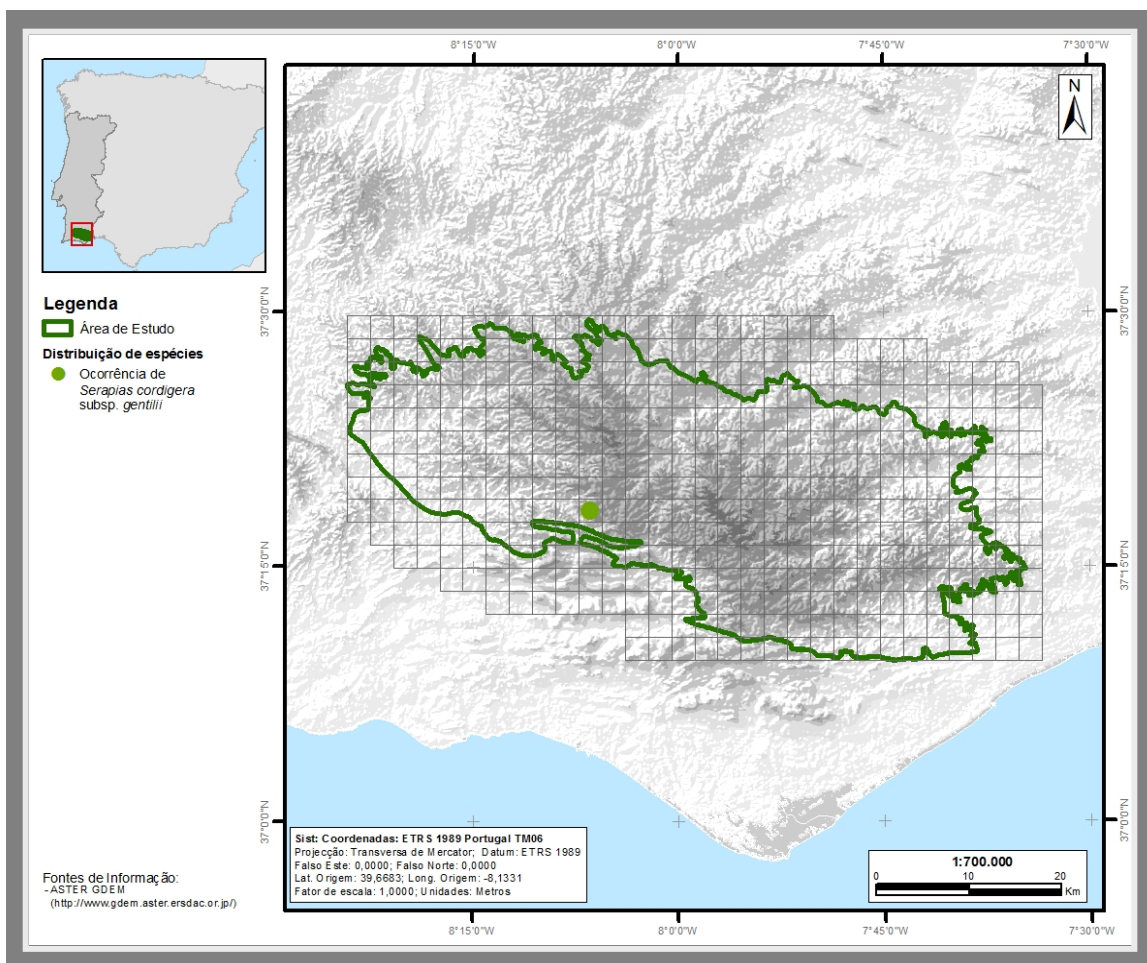 8°15'0"W
8°0'0"W
7°45'0"W
7°30'0"W
N
37°30'0"N
37°30'0"N
Legenda
Área de Estudo
Distribuição de espécies
Ocorrência de
Serapias cordigera
subsp. gentilii
37°15'0"N
37°15'0"N
37°0'0"N
37°0'0"N
Sist: Coordenadas: ETRS 1989 Portugal TM06
Projecção: Transversa de Mercator; Datum: ETRS 1989
Falso Este: 0,0000; Falso Norte: 0,0000
Lat. Origem: 39,6683; Long. Origem: -8,1331
Fator de escala: 1,0000; Unidades: Metros
1:700.000
0 10 20
Km
Fontes de Informação:
- ASTER GDEM
(http://www.gdem.aster.ersdac.or.jp/)
8°15'0"W
8°0'0"W
7°45'0"W
7°30'0"W